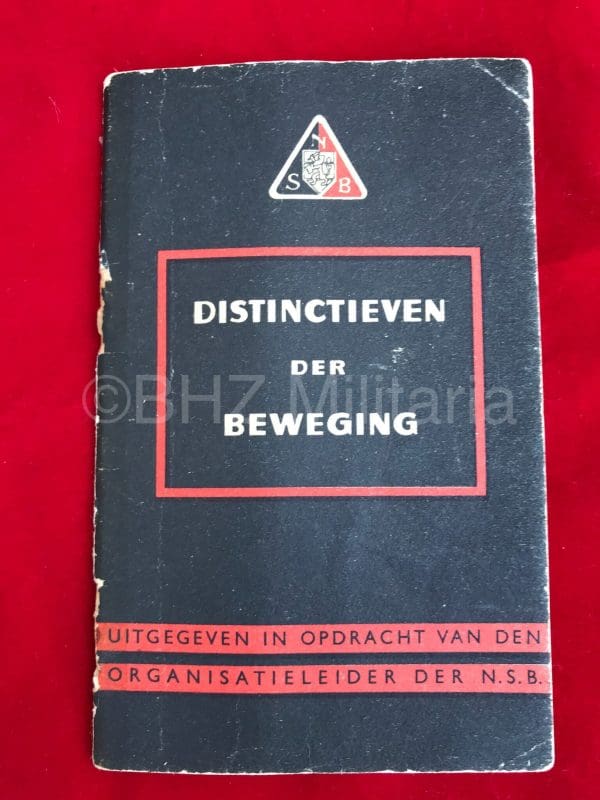 N
S B
DISTINCTIEVEN
DER
©BHZ Militaria
BEWEGING
UITGEGEVEN IN OPDRACHT VAN DEN
ORGANISATIELEIDER DER N.S.B.